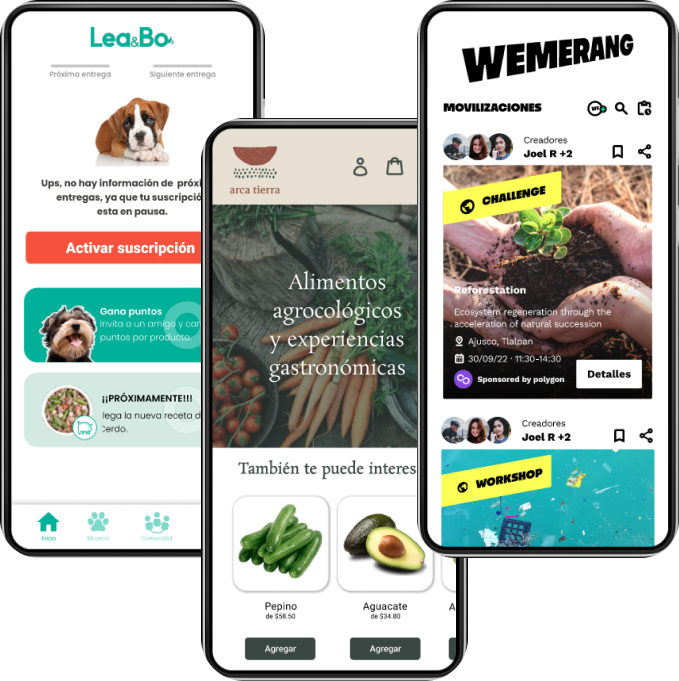 Lea&Bo
Próxima entrega
Siguiente entrega
Ups, no hay información de próxi
entregas, ya que tu suscripció
esta en pausa.
Activar suscripción
Gana puntos
Invita a un amigo y
puntos por producto.
¡¡PRÓXIMAMENTE!!!
llega la nueva receta d
Cerdo.
Inicio
Mi perro
Comunidad
arca tierra
Alimentos
agrocológicos
y experiencias
gastronómicas
También te puede interes
Pepino
de $58.50
Agregar
Aguacate
de $34.80
Agregar
A
WEMERANG
MOVILIZACIONES
Creadores
Joel R +2
CHALLENGE
Reforestation
Ecosystem regeneration through the
acceleration of natural succession
Ajusco, Tlalpan
30/09/22 · 11:30-14:30
Sponsored by polygon
Detalles
Creadores
Joel R +2
WORKSHOP